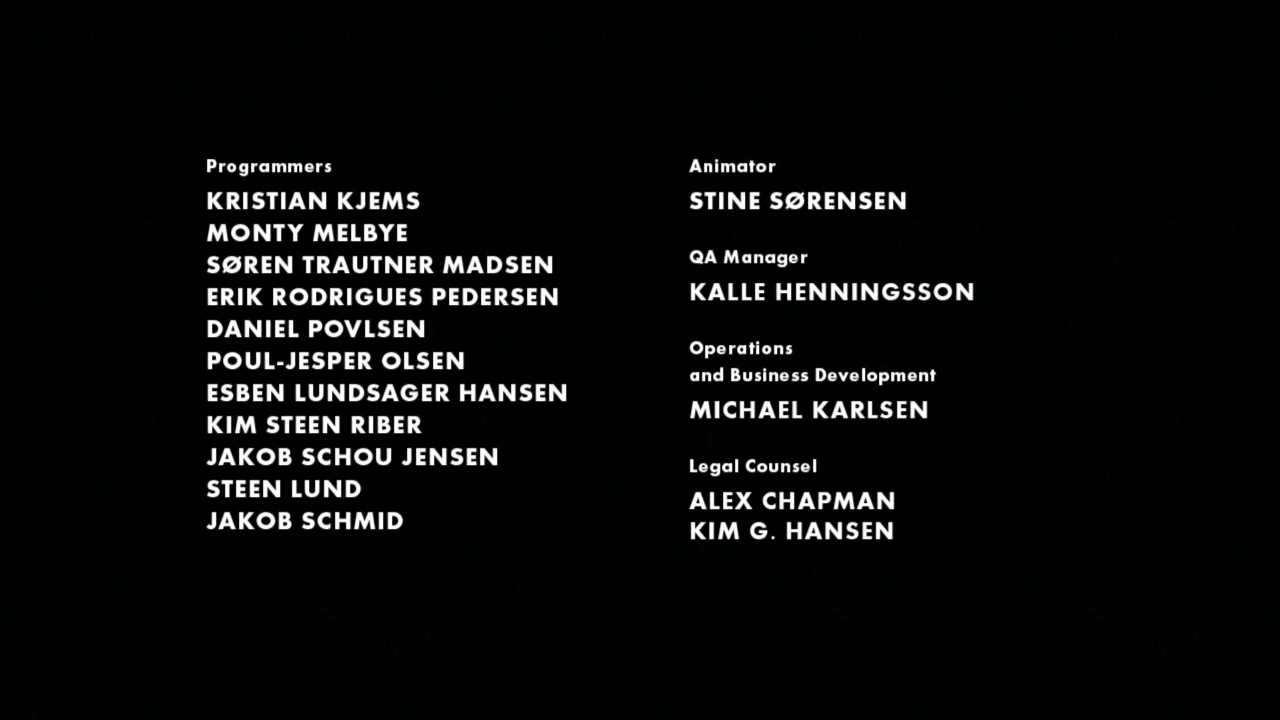 Programmers
KRISTIAN KJEMS
MONTY MELBYE
SØREN TRAUTNER MADSEN
ERIK RODRIGUES PEDERSEN
DANIEL POVLSEN
POUL-JESPER OLSEN
ESBEN LUNDSAGER HANSEN
KIM STEEN RIBER
JAKOB SCHOU JENSEN
STEEN LUND
JAKOB SCHMID
Animator
STINE SØRENSEN
QA Manager
KALLE HENNINGSSON
Operations
and Business Development
MICHAEL KARLSEN
Legal Counsel
ALEX CHAPMAN
KIM G. HANSEN